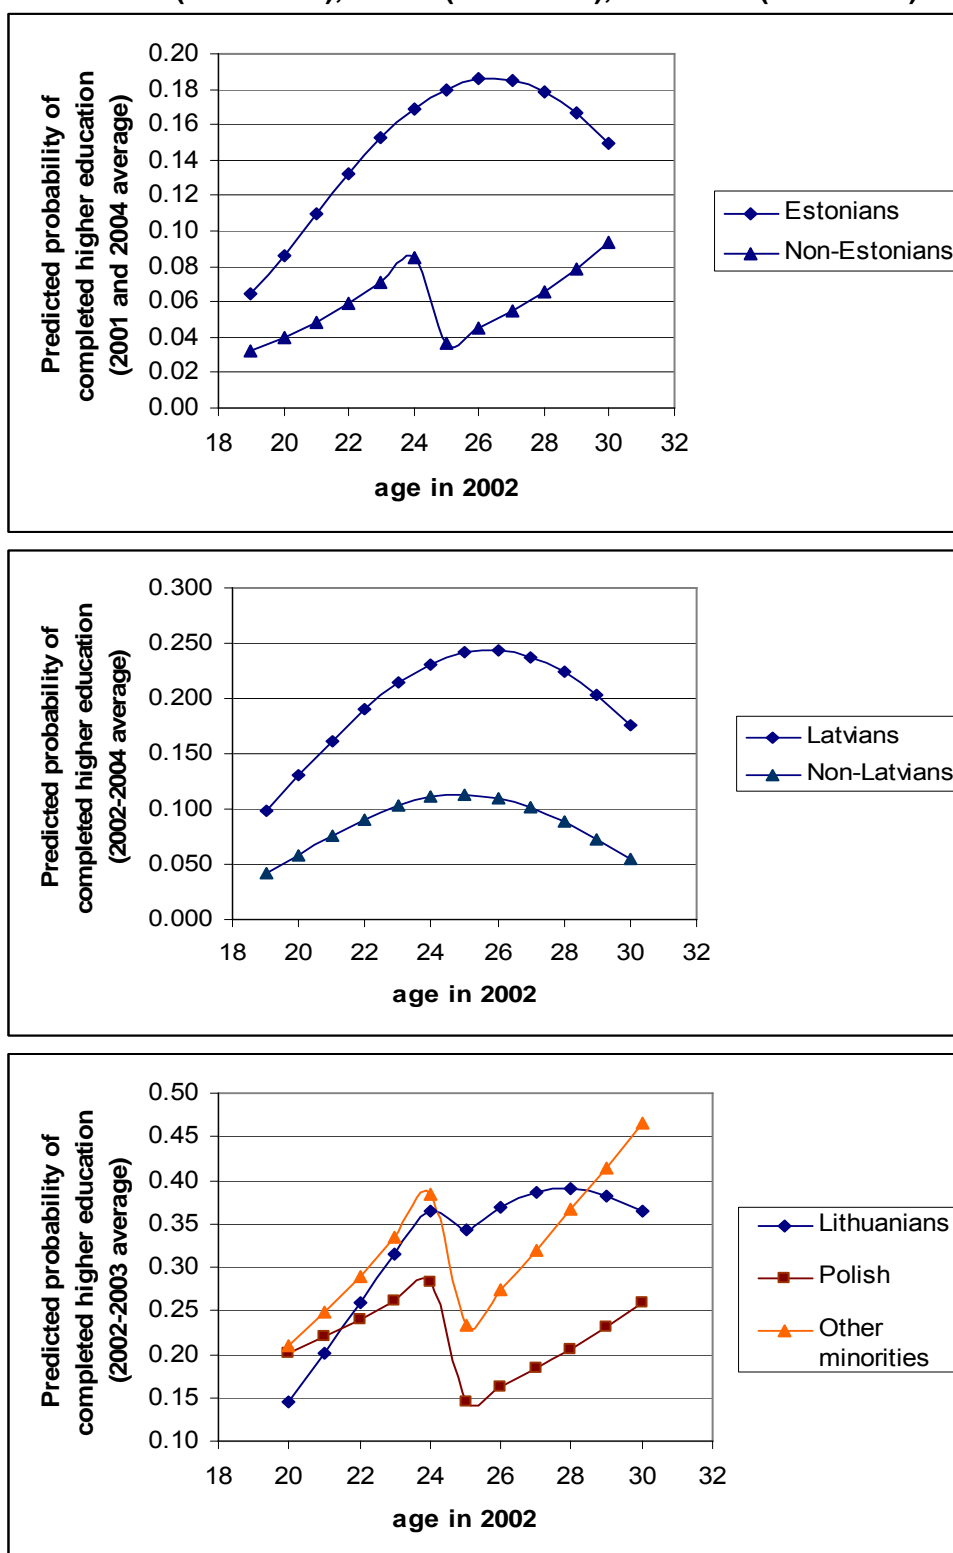 Predicted probability of
completed higher education
(2001 and 2004 average)
0.20
0.18
0.16
0.14
0.12
0.10
0.08
0.06
0.04
0.02
0.00
18 20 22 24 26 28 30 32
age in 2002
Estonians
Non-Estonians
Predicted probability of
completed higher education
(2002-2004 average)
0.300
0.250
0.200
0.150
0.100
0.050
0.000
18 20 22 24 26 28 30 32
age in 2002
Latvians
Non-Latvians
Predicted probability of
completed higher education
(2002-2003 average)
0.50
0.45
0.40
0.35
0.30
0.25
0.20
0.15
0.10
18 20 22 24 26 28 30 32
age in 2002
Lithuanians
Polish
Other
minorities